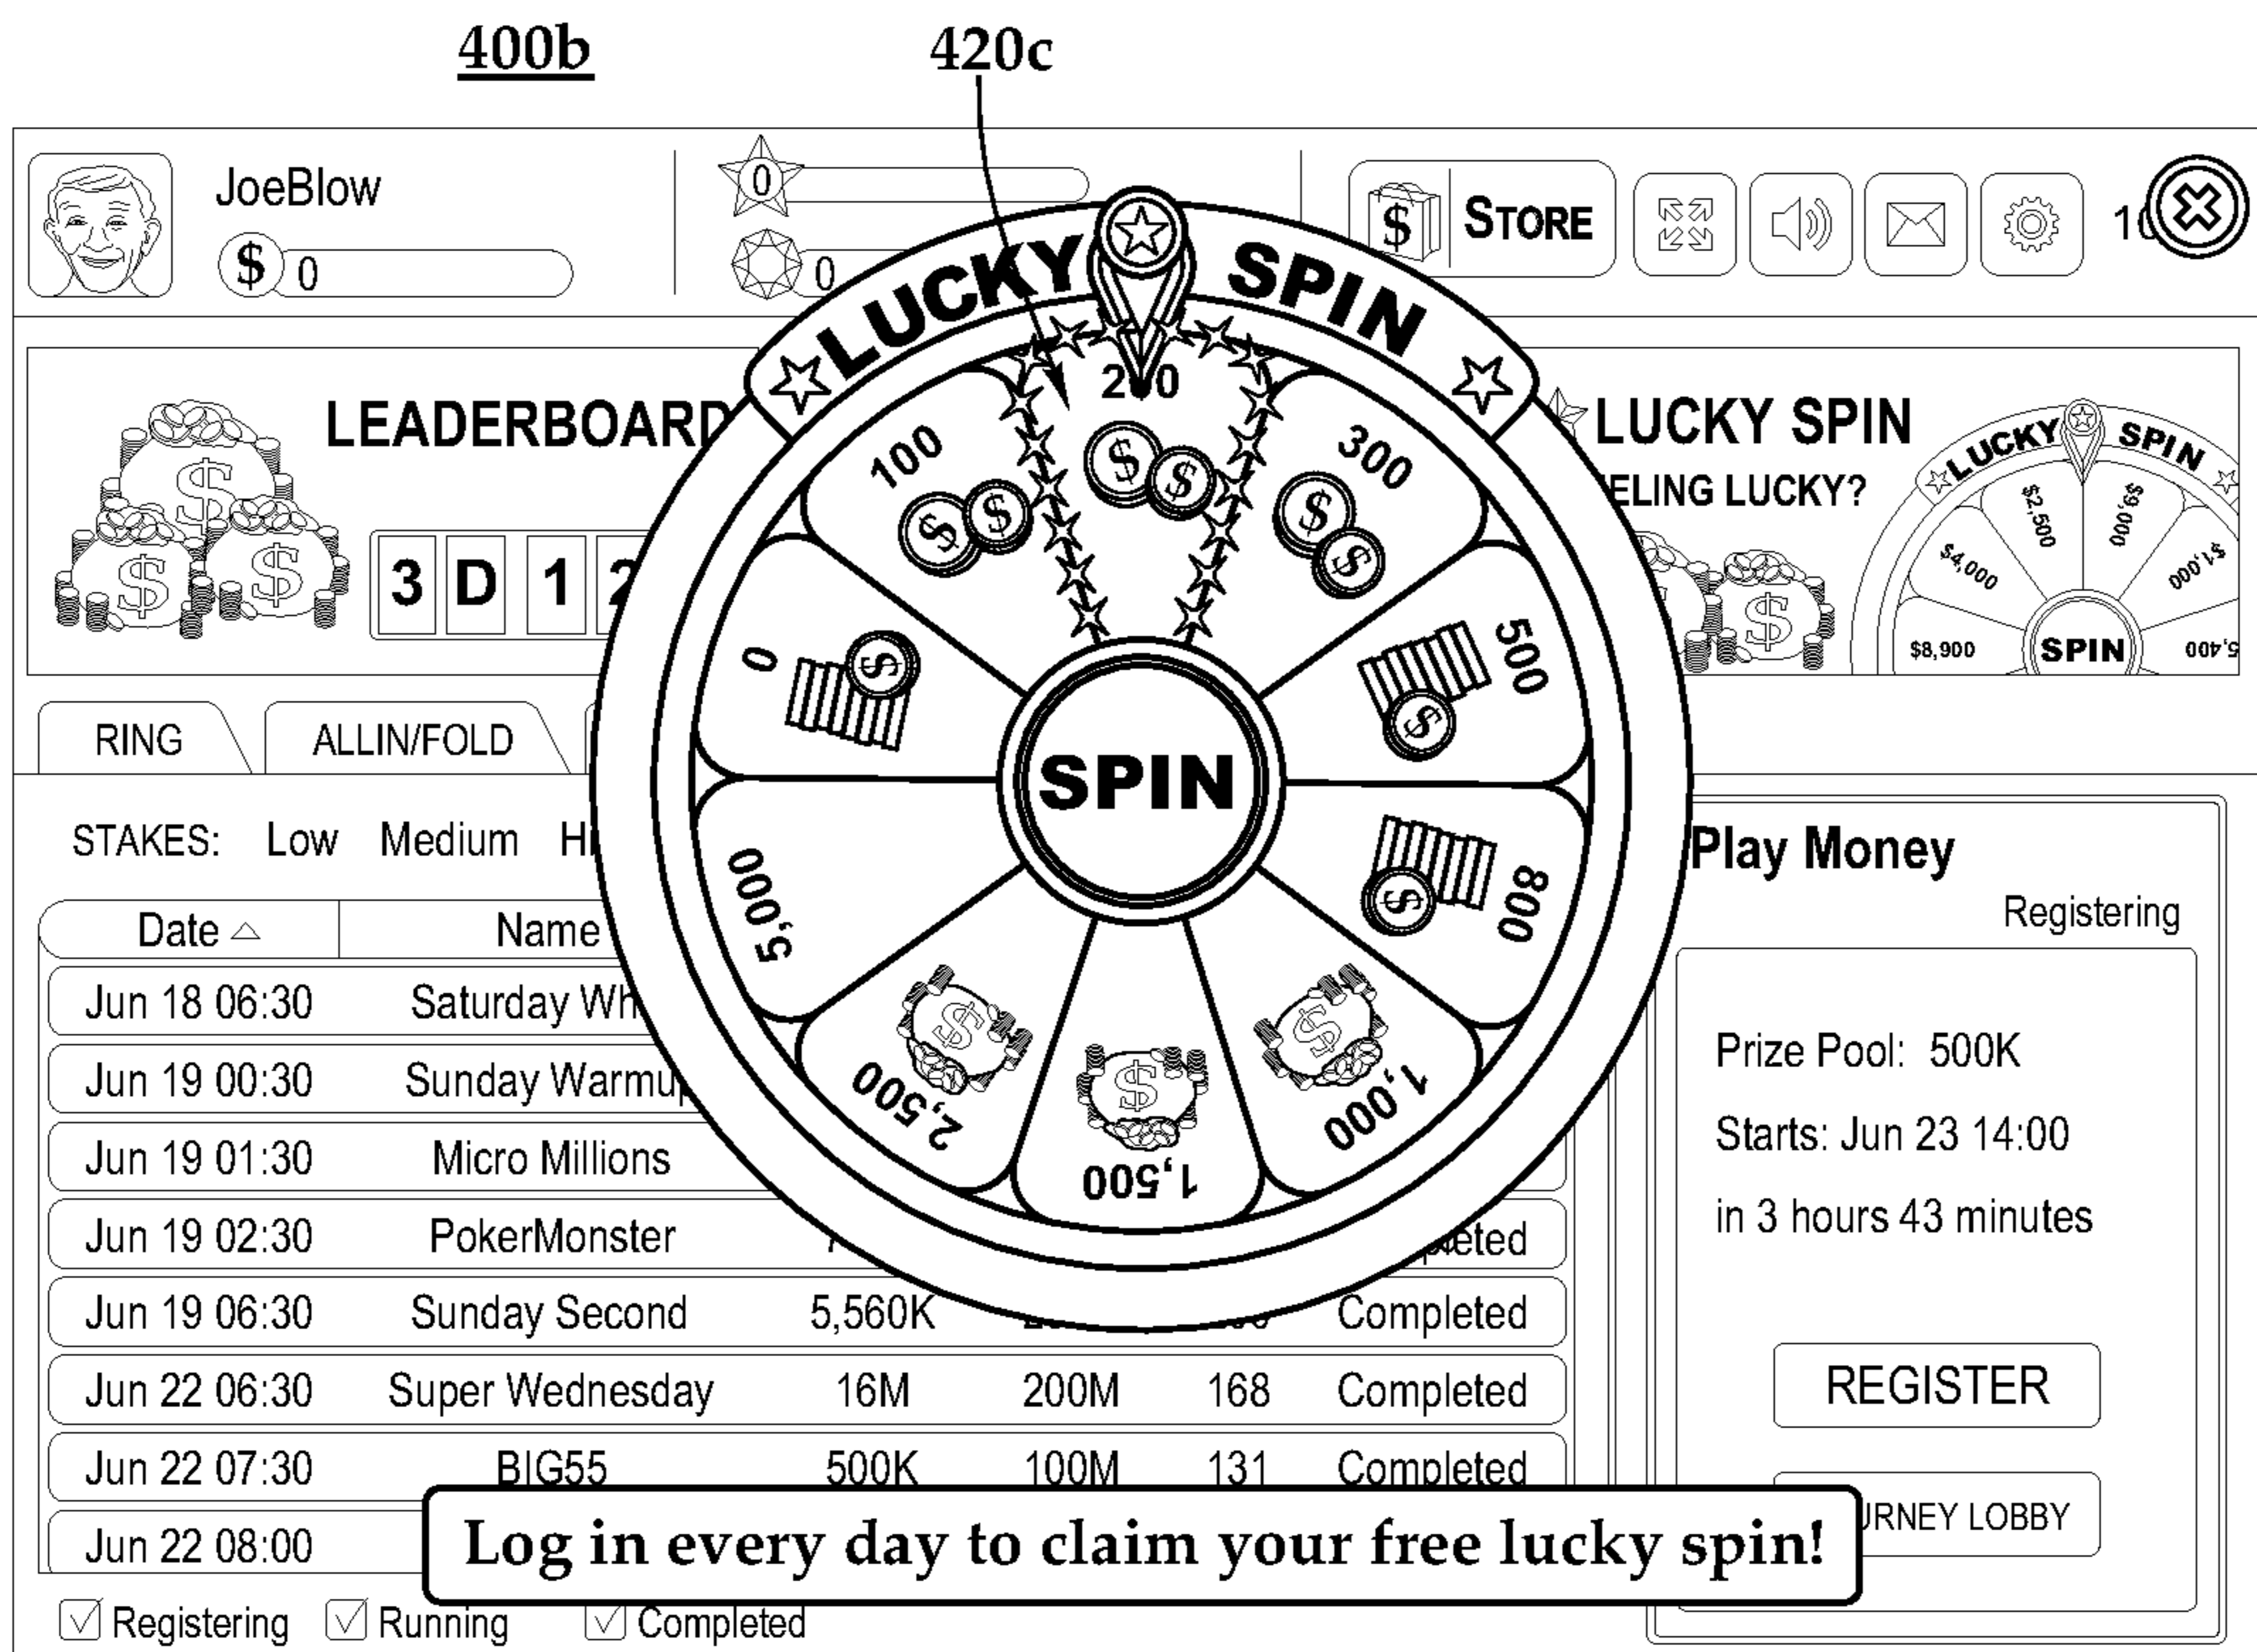 400b 420c
JoeBlow
$ 0
0
0
$ STORE
LUCKY SPIN
LEADERBOARD
3 D 1 2
LUCKY SPIN
LUCKY?
LUCKY SPIN
$8,900
$4,000
$2,500
$9,000
$1,000
5,400
SPIN
0
100
300
500
800
1,000
1,500
2,500
5,000
SPIN
RING ALLIN/FOLD
STAKES: Low Medium
Date Name
Jun 18 06:30 Saturday
Jun 19 00:30 Sunday Warmup
Jun 19 01:30 Micro Millions
Jun 19 02:30 PokerMonster
Jun 19 06:30 Sunday Second 5,560K Completed
Jun 22 06:30 Super Wednesday 16M 200M 168 Completed
Jun 22 07:30 BIG55 500K 100M 131 Completed
Jun 22 08:00
Play Money
Registering
Prize Pool: 500K
Starts: Jun 23 14:00
in 3 hours 43 minutes
REGISTER
LOBBY
Log in every day to claim your free lucky spin!
Registering Running Completed